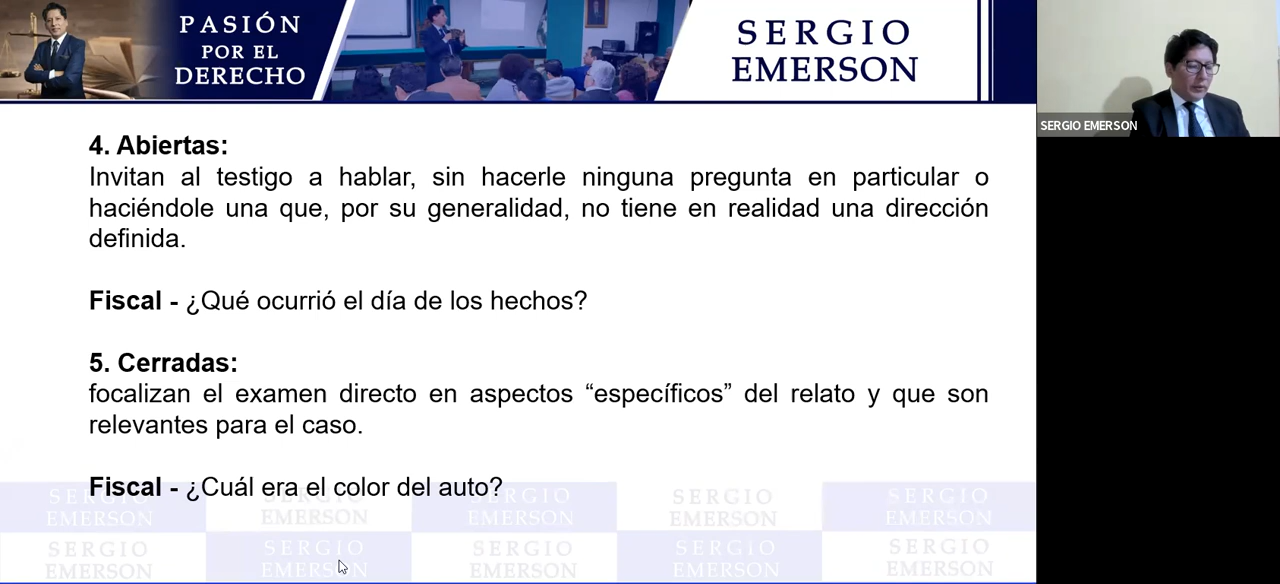 PASIÓN
POR EL
DERECHO
SERGIO
EMERSON
SERGIO EMERSON
4. Abiertas:
Invitan al testigo a hablar, sin hacerle ninguna pregunta en particular o
haciéndole una que, por su generalidad, no tiene en realidad una dirección
definida.
Fiscal - ¿Qué ocurrió el día de los hechos?
5. Cerradas:
focalizan el examen directo en aspectos “específicos” del relato y que son
relevantes para el caso.
Fiscal - ¿Cuál era el color del auto?
SERGIO SERGIO SERGIO SERGIO SERGIO
EMERSON EMERSON EMERSON EMERSON EMERSON
SERGIO SERGIO SERGIO SERGIO SERGIO
EMERSON EMERSON EMERSON EMERSON EMERSON